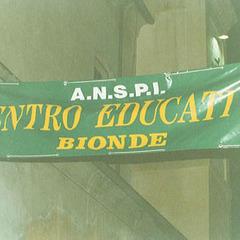 A.N.S.P.I.
ENTRO EDUCATI
BIONDE